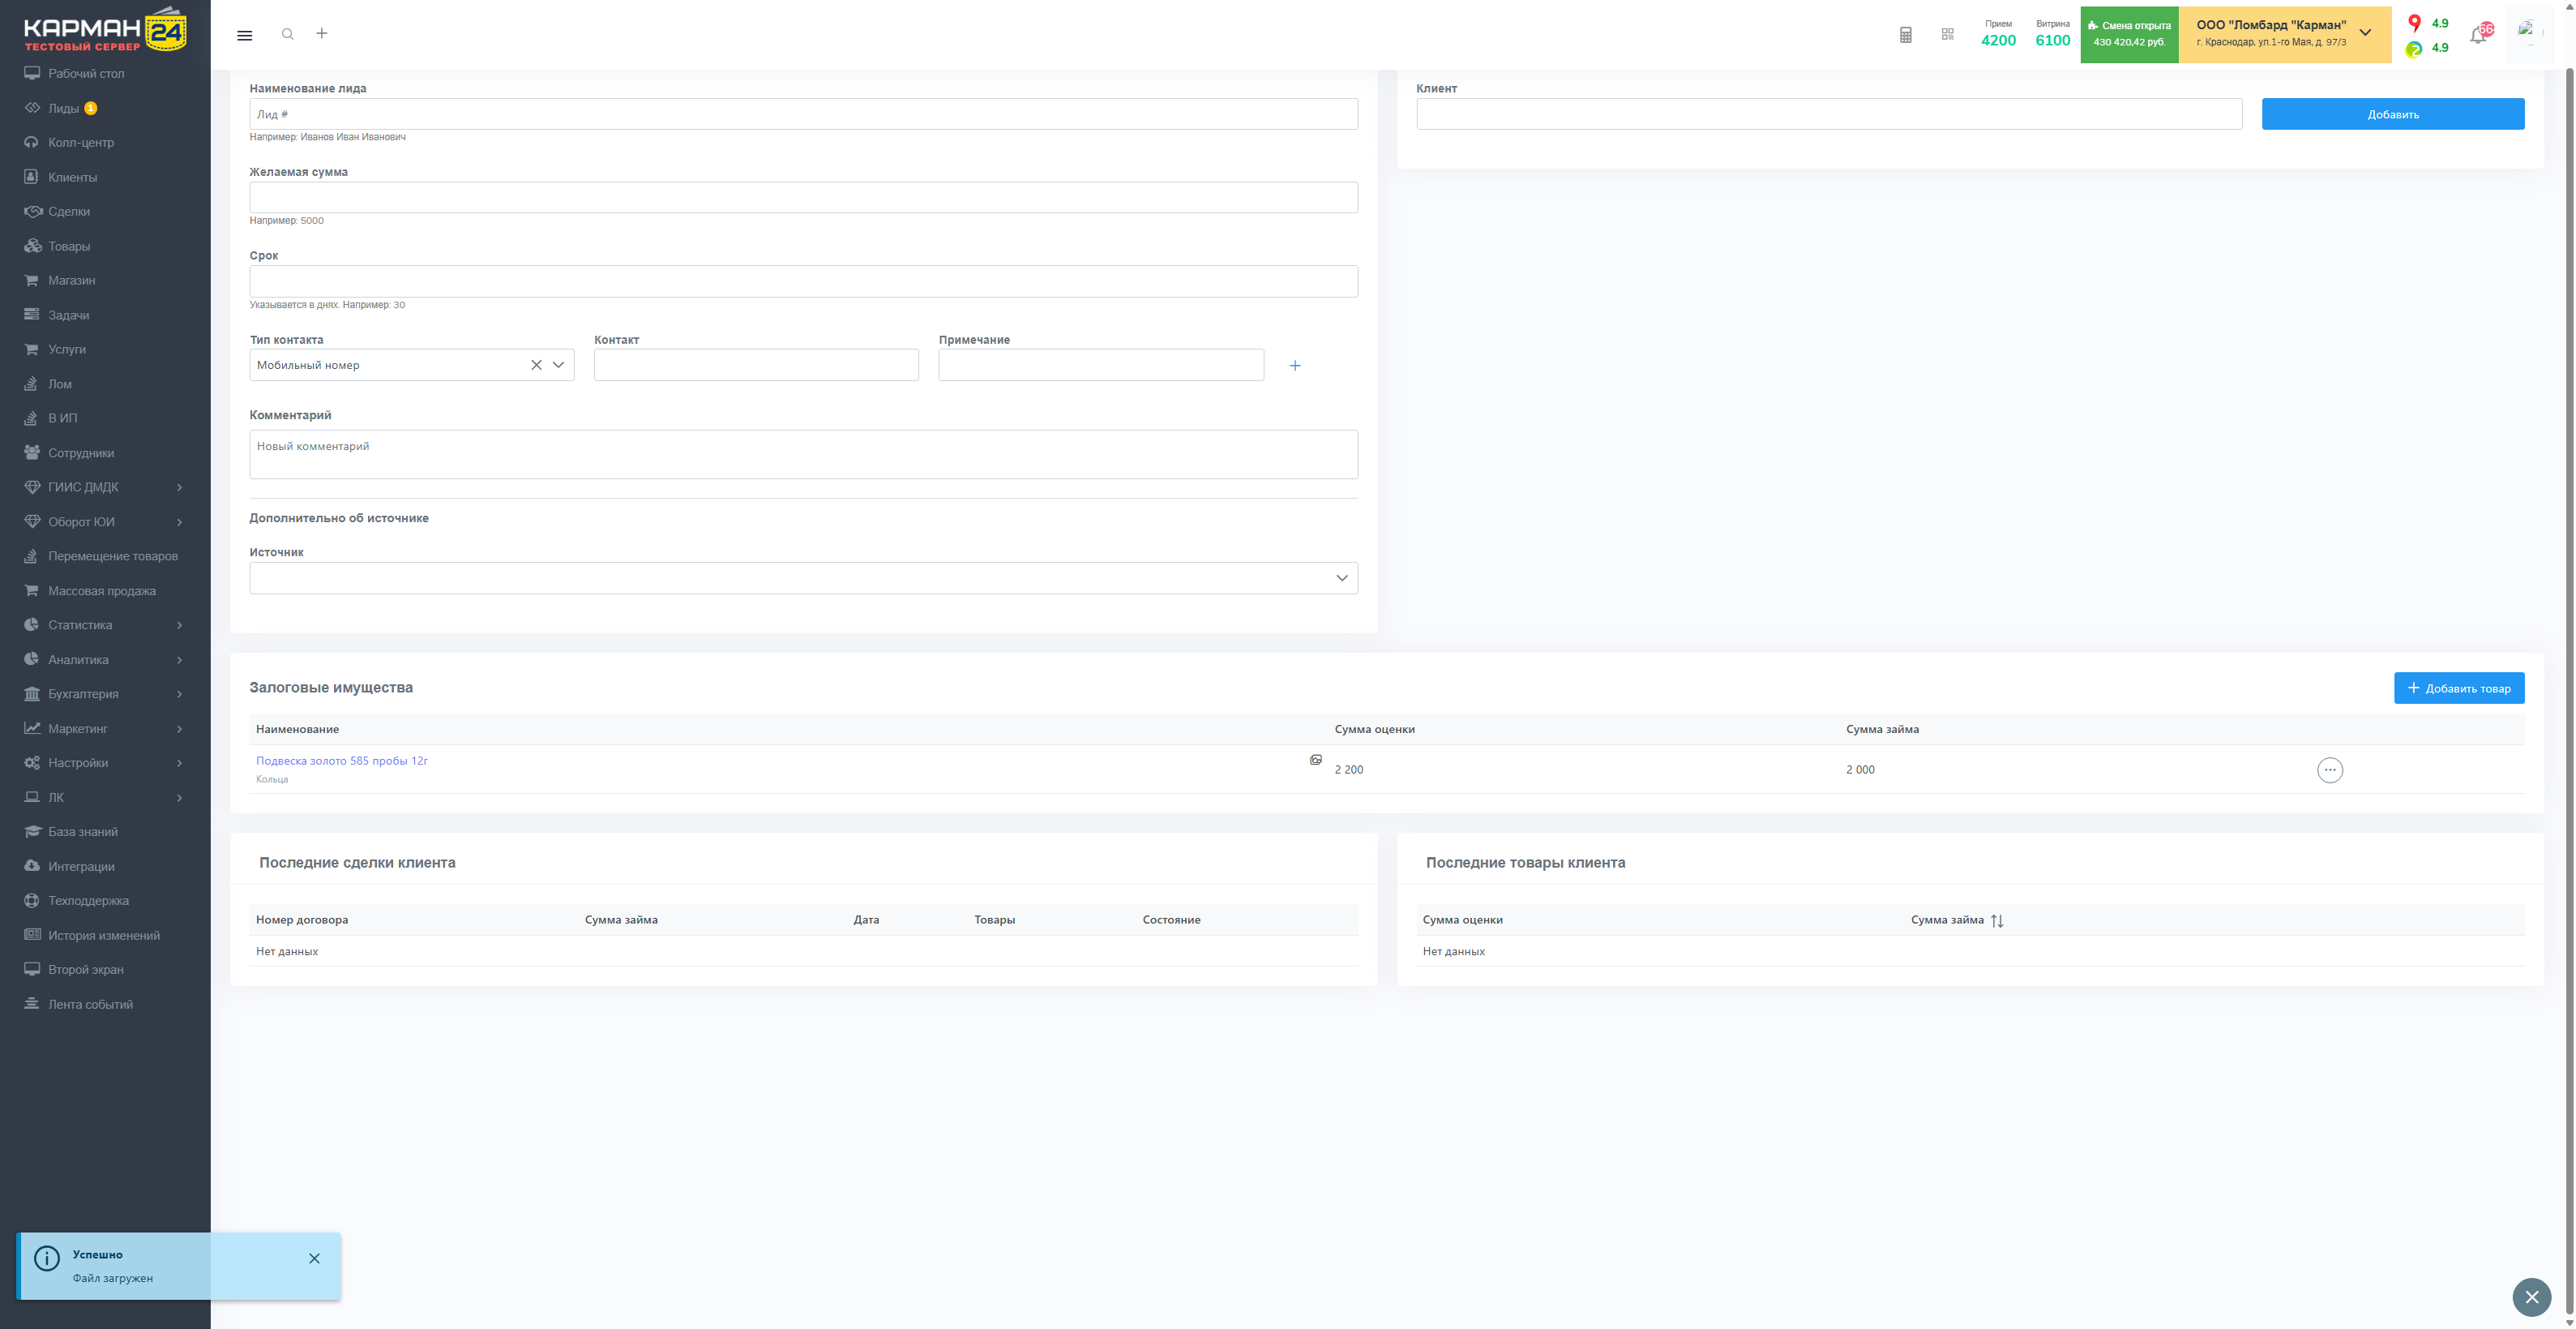 КАРМАН 24
ТЕСТОВЫЙ СЕРВЕР
Рабочий стол
Лиды 1
Колл-центр
Клиенты
Сделки
Товары
Магазин
Задачи
Услуги
Лом
В ИП
Сотрудники
ГИИС ДМДК
Оборот ЮИ
Перемещение товаров
Массовая продажа
Статистика
Аналитика
Бухгалтерия
Маркетинг
Настройки
ЛК
База знаний
Интеграции
Техподдержка
История изменений
Второй экран
Лента событий
Прием
4200
Витрина
6100
Смена открыта
430 420,42 руб.
ООО "Ломбард "Карман"
г. Краснодар, ул.1-го Мая, д. 97/3
4.9
4.9
Наименование лида
Лид #
Например: Иванов Иван Иванович
Желаемая сумма
Например: 5000
Срок
Указывается в днях. Например: 30
Тип контакта
Контакт
Примечание
Мобильный номер
Комментарий
Новый комментарий
Дополнительно об источнике
Источник
Клиент
Добавить
Залоговые имущества
Добавить товар
Наименование
Сумма оценки
Сумма займа
Подвеска золото 585 пробы 12г
Кольца
2 200
2 000
Последние сделки клиента
Номер договора
Сумма займа
Дата
Товары
Состояние
Нет данных
Последние товары клиента
Сумма оценки
Сумма займа
Нет данных
Успешно
Файл загружен